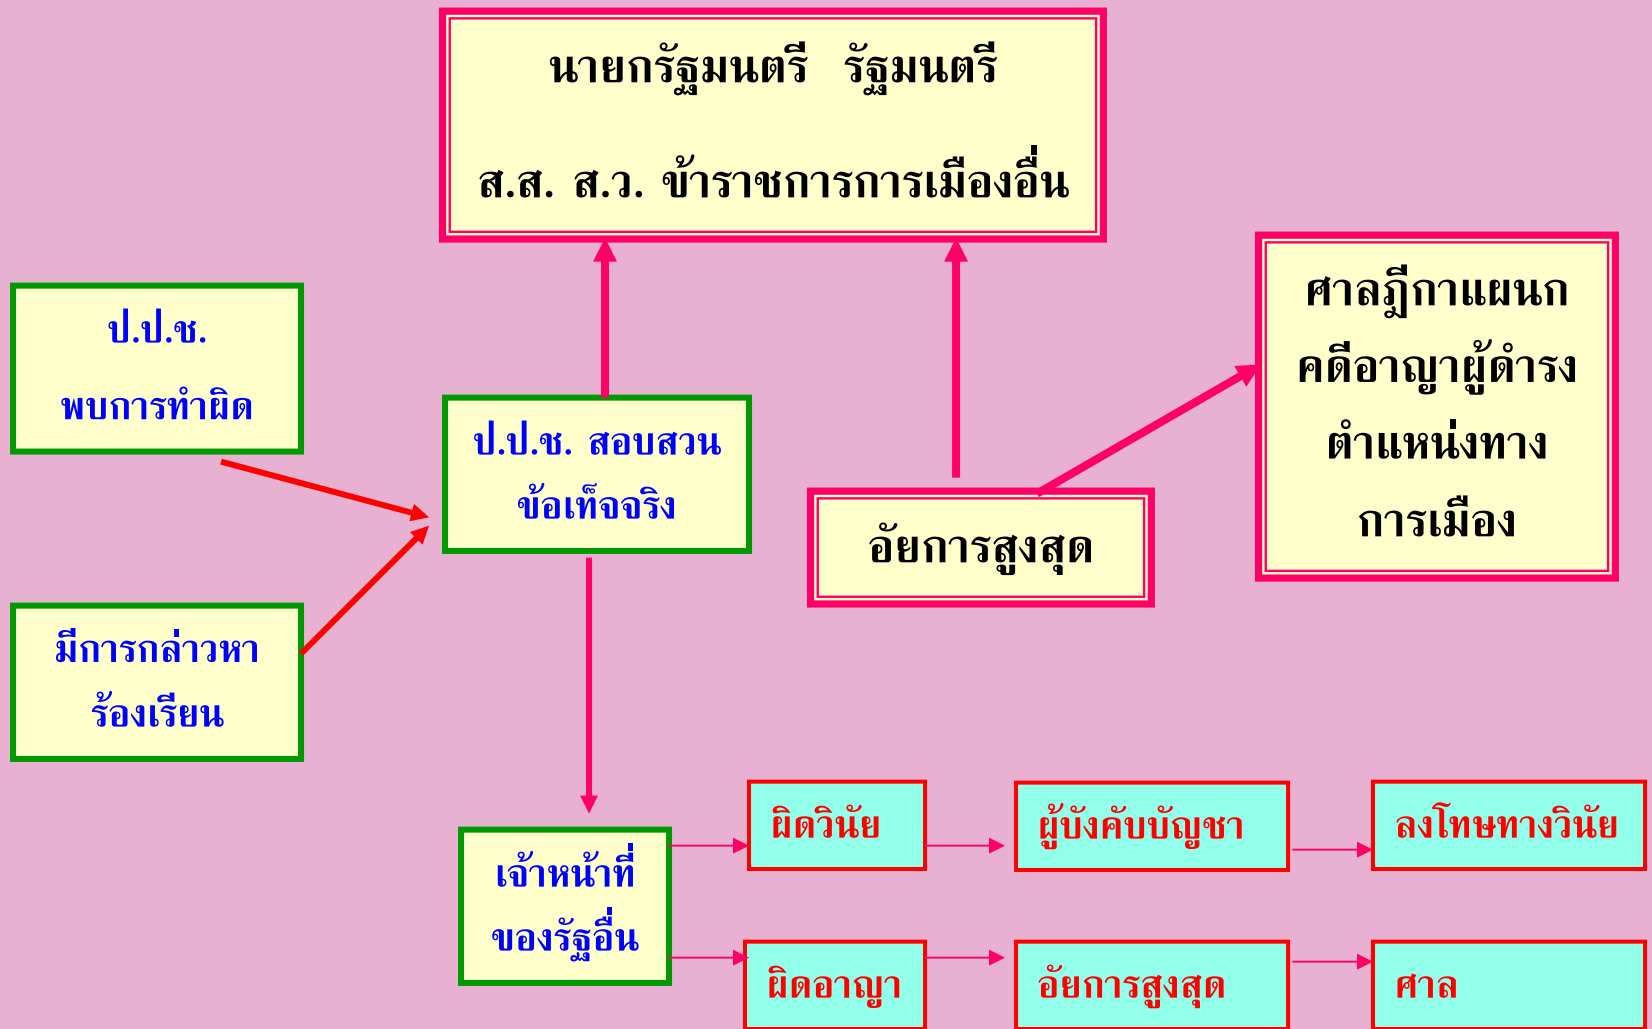 นายกรัฐมนตรี รัฐมนตรี
ส.ส. ส.ว. ข้าราชการการเมืองอื่น
ป.ป.ช.
พบการทำผิด
ป.ป.ช. สอบสวน
ข้อเท็จจริง
อัยการสูงสุด
ศาลฎีกาแผนก
คดีอาญาผู้ดำรง
ตำแหน่งทาง
การเมือง
มีการกล่าวหา
ร้องเรียน
เจ้าหน้าที่
ของรัฐอื่น
ผิดวินัย
ผู้บังคับบัญชา
ลงโทษทางวินัย
ผิดอาญา
อัยการสูงสุด
ศาล